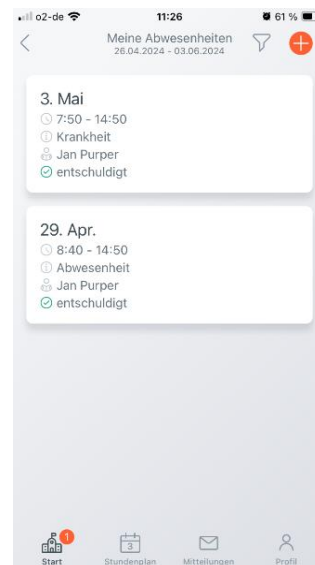 o2-de 11:26 61 %
Meine Abwesenheiten
26.04.2024 - 03.06.2024
3. Mai
7:50 - 14:50
Krankheit
Jan Purper
entschuldigt
29. Apr.
8:40 - 14:50
Abwesenheit
Jan Purper
entschuldigt
1
3
Start Stundenplan Mitteilungen Profil